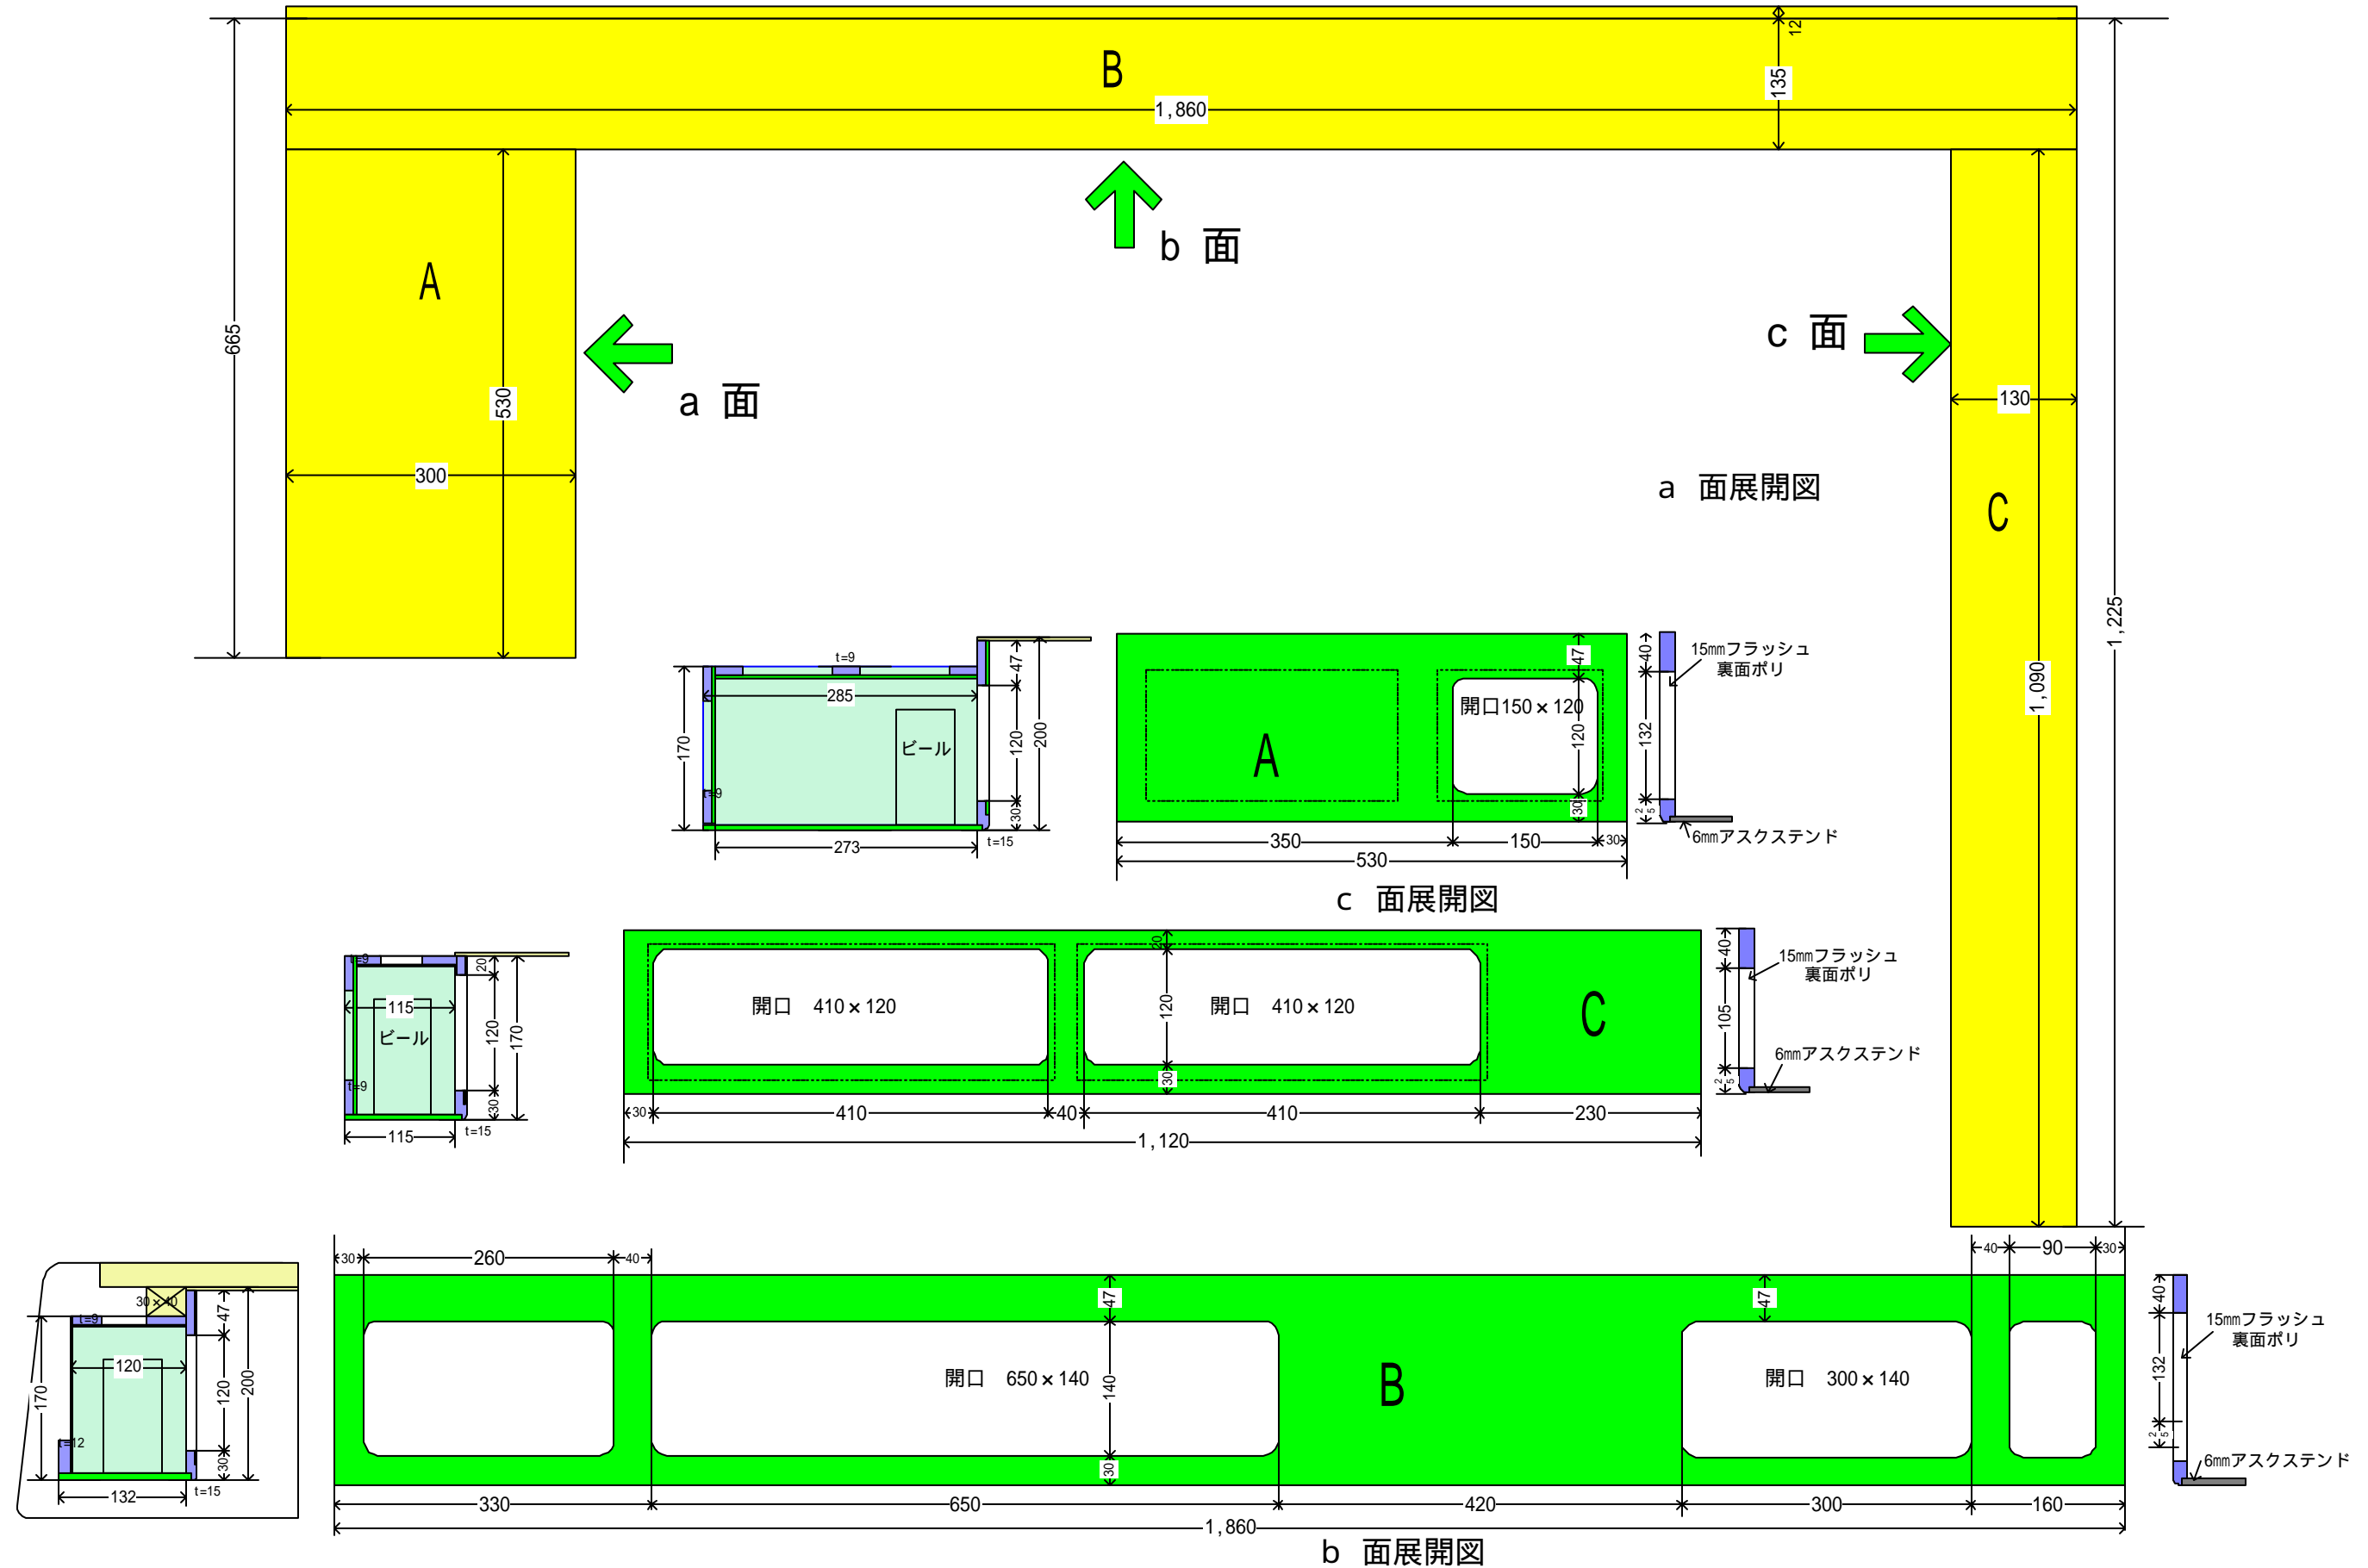 12
135
B
1,860
b 面
A
665
530
300
a 面
c 面
130
C
1,225
1,090
a 面展開図
t=9
285
170
ビール
t=9
273
t=15
47
120
30
200
47
開口150×120
120
30
A
350
150
30
530
40
132
2
5
15㎜フラッシュ
裏面ポリ
6㎜アスクステンド
c 面展開図
t=9
115
ビール
t=9
115
t=15
20
120
30
170
20
開口 410×120
120
開口 410×120
30
C
30
410
40
410
230
1,120
40
105
2
5
15㎜フラッシュ
裏面ポリ
6㎜アスクステンド
30×40
t=9
120
170
t=12
132
t=15
47
120
30
200
30
260
40
40
90
30
47
47
開口 650×140
140
B
開口 300×140
30
330
650
420
300
160
1,860
40
132
2
5
15㎜フラッシュ
裏面ポリ
6㎜アスクステンド
b 面展開図